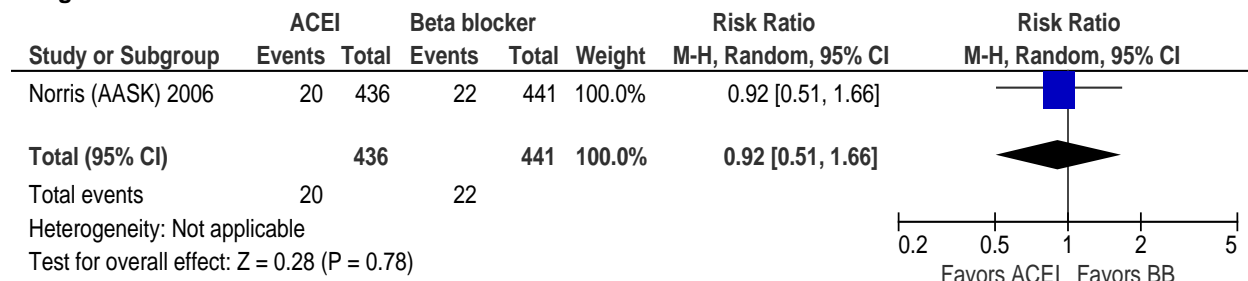 ACEI Beta blocker Risk Ratio Risk Ratio
Study or Subgroup Events Total Events Total Weight M-H, Random, 95% CI M-H, Random, 95% CI
Norris (AASK) 2006 20 436 22 441 100.0% 0.92 [0.51, 1.66]
Total (95% CI) 436 441 100.0% 0.92 [0.51, 1.66]
Total events 20 22
Heterogeneity: Not applicable
Test for overall effect: Z = 0.28 (P = 0.78)
0.2 0.5 1 2 5
Favors ACEI Favors BB